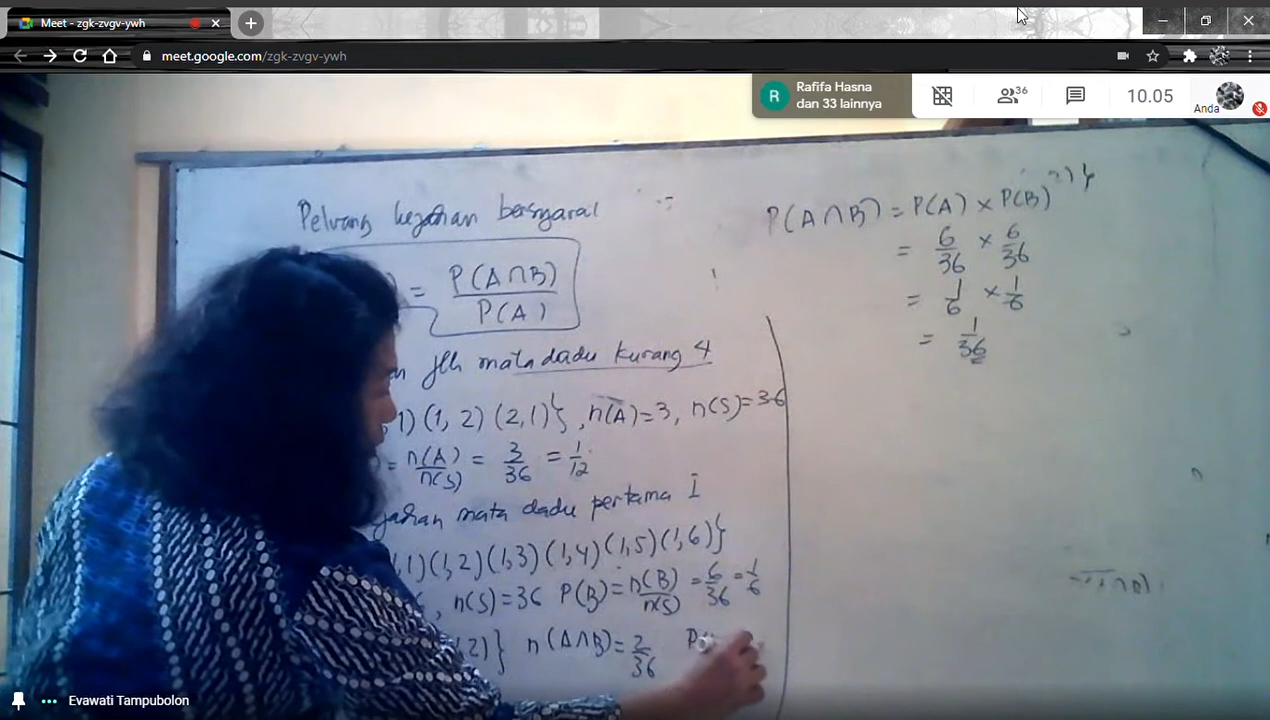 Meet - zgk-zvgv-ywh
meet.google.com/zgk-zvgv-ywh
R
Rafifa Hasna
dan 33 lainnya
36
10.05
Anda
Peluang kejadian bersyarat
= P(A∩B)
P(A)
jlh mata dadu kurang 4
1) (1, 2) (2,1)} , n(A)=3, n(S)=36
= n(A)/n(S) = 3/36 = 1/12
mata dadu pertama I
,1)(1,2)(1,3)(1,4)(1,5)(1,6)}
, n(S)=36 P(B)=n(B)/n(S) =6/36 =1/6
,2)} n(A∩B)=2/36
P(A∩B) = P(A) × P(B)
= 6/36 × 6/36
= 1/6 × 1/6
= 1/36
Evawati Tampubolon